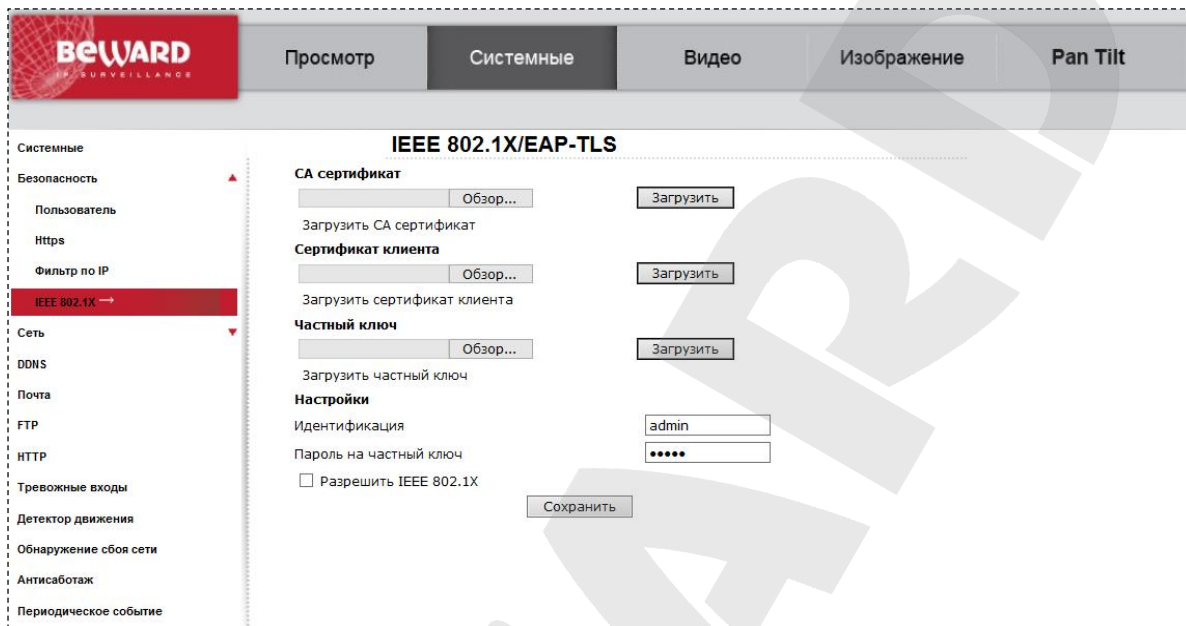 BEWARD
IP SURVEILLANCE
Просмотр
Системные
Видео
Изображение
Pan Tilt
Системные
Безопасность
Пользователь
Https
Фильтр по IP
IEEE 802.1X →
Сеть
DDNS
Почта
FTP
HTTP
Тревожные входы
Детектор движения
Обнаружение сбоя сети
Антисаботаж
Периодическое событие
IEEE 802.1X/EAP-TLS
CA сертификат
Обзор... Загрузить
Загрузить CA сертификат
Сертификат клиента
Обзор... Загрузить
Загрузить сертификат клиента
Частный ключ
Обзор... Загрузить
Загрузить частный ключ
Настройки
Идентификация admin
Пароль на частный ключ •••••
Разрешить IEEE 802.1X
Сохранить